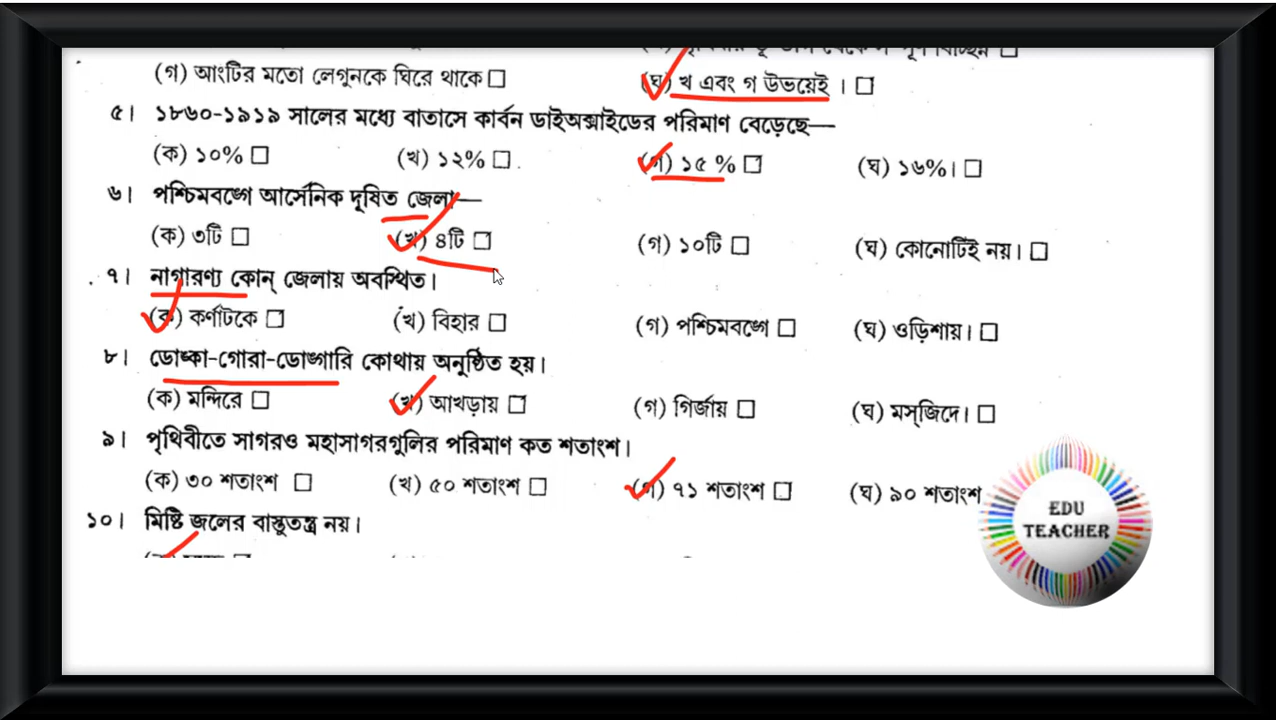 (গ) আংটির মতো লেগুনকে ঘিরে থাকে (ঘ) খ এবং গ উভয়েই ।
৫। ১৮৬০-১৯১৯ সালের মধ্যে বাতাসে কার্বন ডাইঅক্সাইডের পরিমাণ বেড়েছে—
(ক) ১০% (খ) ১২% (গ) ১৫ % (ঘ) ১৬%।
৬। পশ্চিমবঙ্গে আর্সেনিক দূষিত জেলা—
(ক) ৩টি (খ) ৪টি (গ) ১০টি (ঘ) কোনোটিই নয়।
৭। নাগারণ্য কোন্ জেলায় অবস্থিত।
(ক) কর্ণাটকে (খ) বিহার (গ) পশ্চিমবঙ্গে (ঘ) ওড়িশায়।
৮। ডোঙ্কা-গোরা-ডোঙ্গারি কোথায় অনুষ্ঠিত হয়।
(ক) মন্দিরে (খ) আখড়ায় (গ) গির্জায় (ঘ) মস্‌জিদে।
৯। পৃথিবীতে সাগরও মহাসাগরগুলির পরিমাণ কত শতাংশ।
(ক) ৩০ শতাংশ (খ) ৫০ শতাংশ (গ) ৭১ শতাংশ (ঘ) ৯০ শতাংশ
১০। মিষ্টি জলের বাস্তুতন্ত্র নয়।
EDU
TEACHER